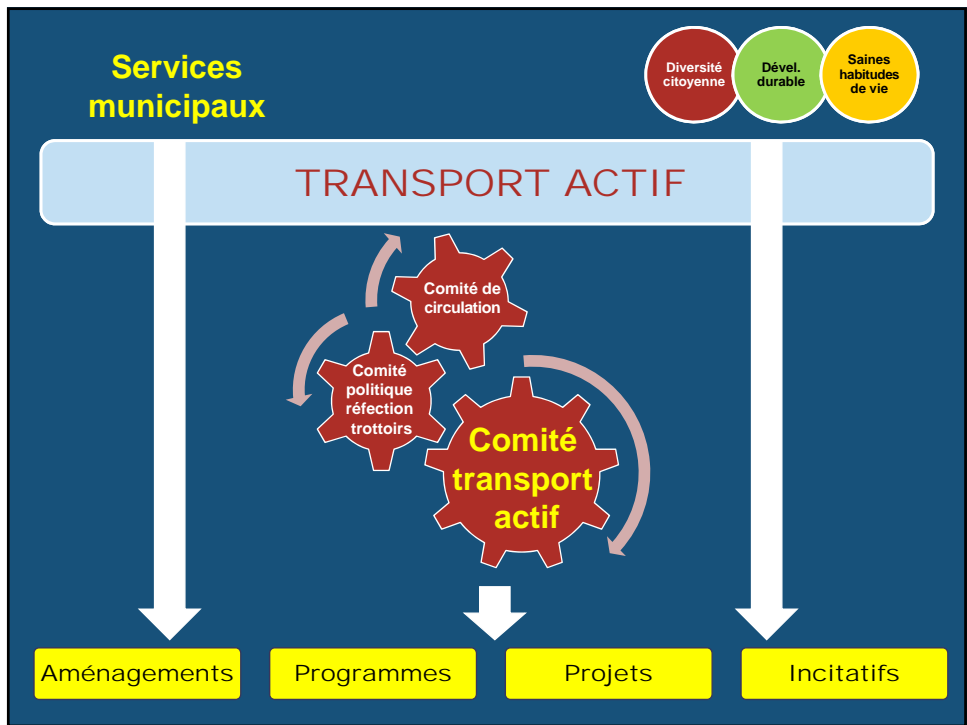 Services
municipaux
Diversité
citoyenne
Dével.
durable
Saines
habitudes
de vie
TRANSPORT ACTIF
Comité de
circulation
Comité
politique
réfection
trottoirs
Comité
transport
actif
Aménagements
Programmes
Projets
Incitatifs